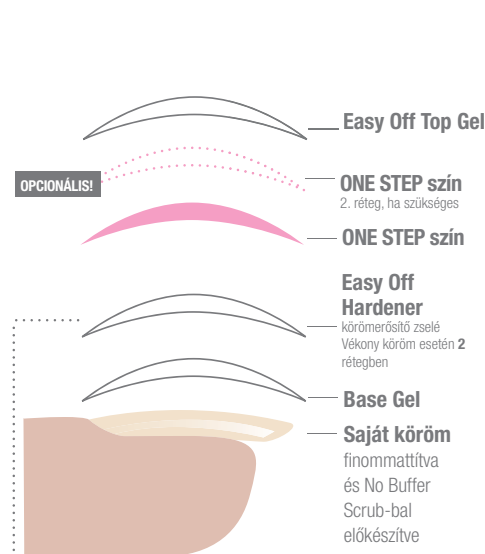 Easy Off Top Gel
OPCIONÁLIS!
ONE STEP szín
2. réteg, ha szükséges
ONE STEP szín
Easy Off
Hardener
körömerősítő zselé
Vékony köröm esetén 2
rétegben
Base Gel
Saját köröm
finommattítva
és No Buffer
Scrub-bal
előkészítve